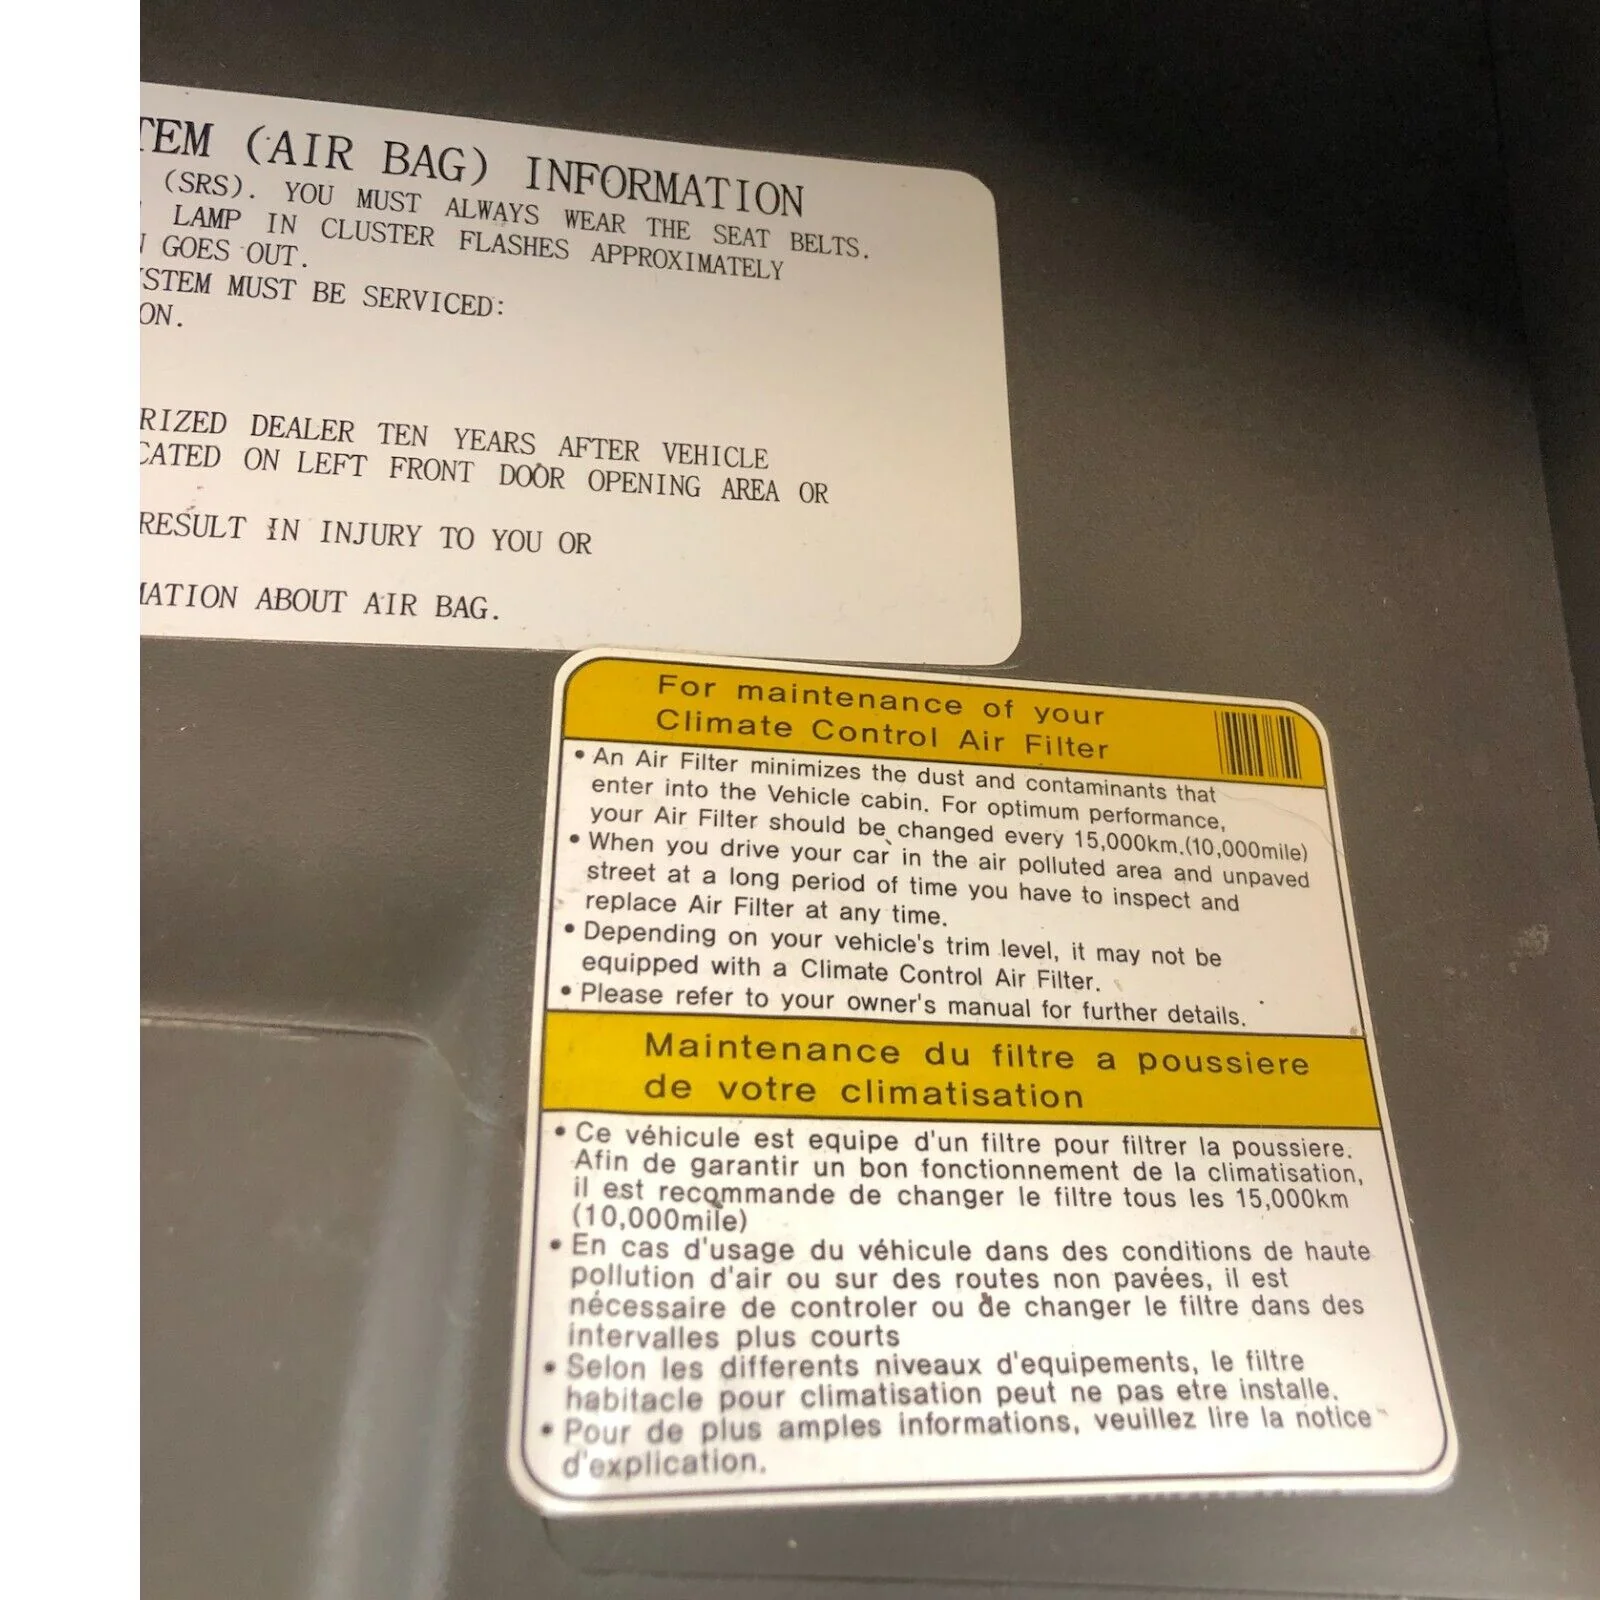 (AIR BAG) INFORMATION
(SRS). YOU MUST ALWAYS WEAR THE SEAT BELTS.
LAMP IN CLUSTER FLASHES APPROXIMATELY
GOES OUT.
MUST BE SERVICED:
DEALER TEN YEARS AFTER VEHICLE
ON LEFT FRONT DOOR OPENING AREA OR
RESULT IN INJURY TO YOU OR
ABOUT AIR BAG.
For maintenance of your
Climate Control Air Filter
• An Air Filter minimizes the dust and contaminants that
enter into the Vehicle cabin. For optimum performance,
your Air Filter should be changed every 15,000km.(10,000mile)
• When you drive your car in the air polluted area and unpaved
street at a long period of time you have to inspect and
replace Air Filter at any time.
• Depending on your vehicle's trim level, it may not be
equipped with a Climate Control Air Filter.
• Please refer to your owner's manual for further details.
Maintenance du filtre a poussiere
de votre climatisation
• Ce véhicule est equipe d'un filtre pour filtrer la poussiere.
Afin de garantir un bon fonctionnement de la climatisation,
il est recommande de changer le filtre tous les 15,000km
(10,000mile)
• En cas d'usage du véhicule dans des conditions de haute
pollution d'air ou sur des routes non pavées, il est
nécessaire de controler ou de changer le filtre dans des
intervalles plus courts
• Selon les differents niveaux d'equipements, le filtre
habitacle pour climatisation peut ne pas etre installe.
• Pour de plus amples informations, veuillez lire la notice
d'explication.